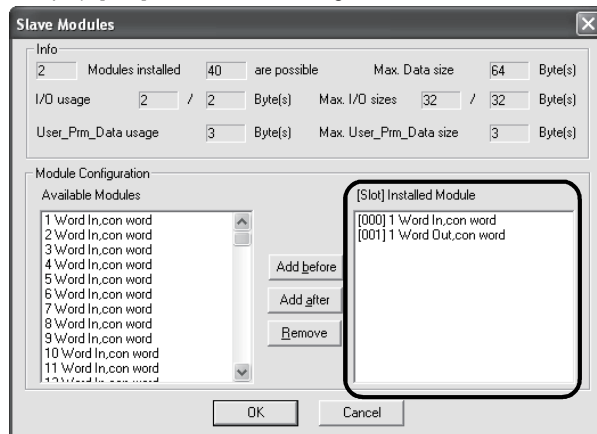 Slave Modules
Info
2 Modules installed 40 are possible Max. Data size 64 Byte(s)
I/O usage 2 / 2 Byte(s) Max. I/O sizes 32 / 32 Byte(s)
User_Prm_Data usage 3 Byte(s) Max. User_Prm_Data size 3 Byte(s)
Module Configuration
Available Modules
1 Word In,con word
2 Word In,con word
3 Word In,con word
4 Word In,con word
5 Word In,con word
6 Word In,con word
7 Word In,con word
8 Word In,con word
9 Word In,con word
10 Word In,con word
11 Word In,con word
Add before
Add after
Remove
[Slot] Installed Module
[000] 1 Word In,con word
[001] 1 Word Out,con word
OK Cancel